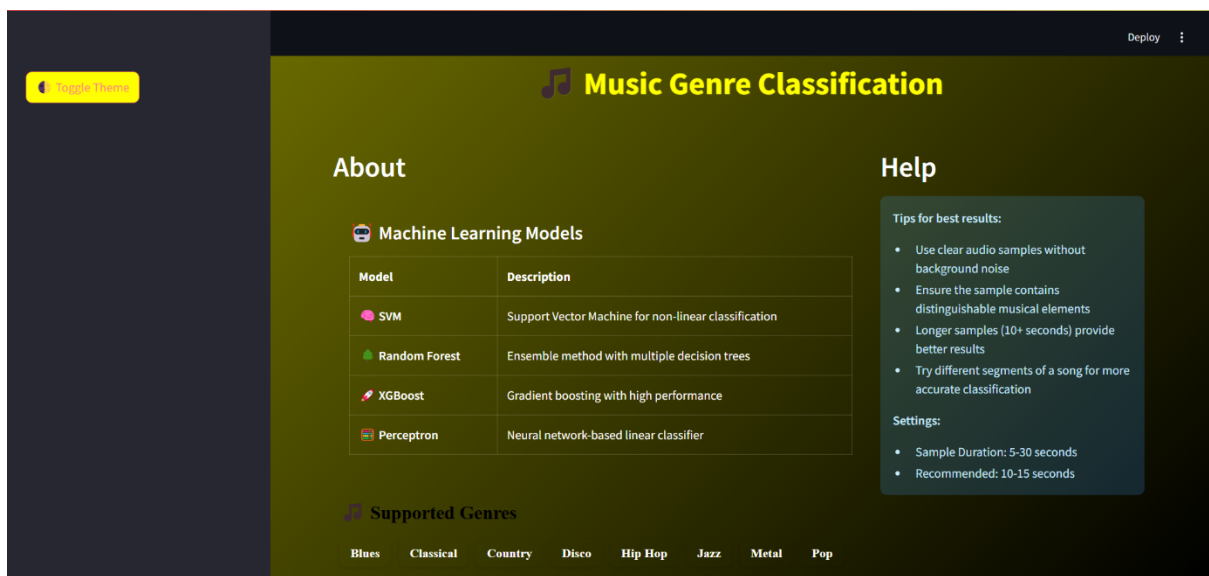 Deploy
Toggle Theme
Music Genre Classification
About
Machine Learning Models
Model Description
SVM Support Vector Machine for non-linear classification
Random Forest Ensemble method with multiple decision trees
XGBoost Gradient boosting with high performance
Perceptron Neural network-based linear classifier
Supported Genres
Blues Classical Country Disco Hip Hop Jazz Metal Pop
Help
Tips for best results:
• Use clear audio samples without
background noise
• Ensure the sample contains
distinguishable musical elements
• Longer samples (10+ seconds) provide
better results
• Try different segments of a song for more
accurate classification
Settings:
• Sample Duration: 5-30 seconds
• Recommended: 10-15 seconds